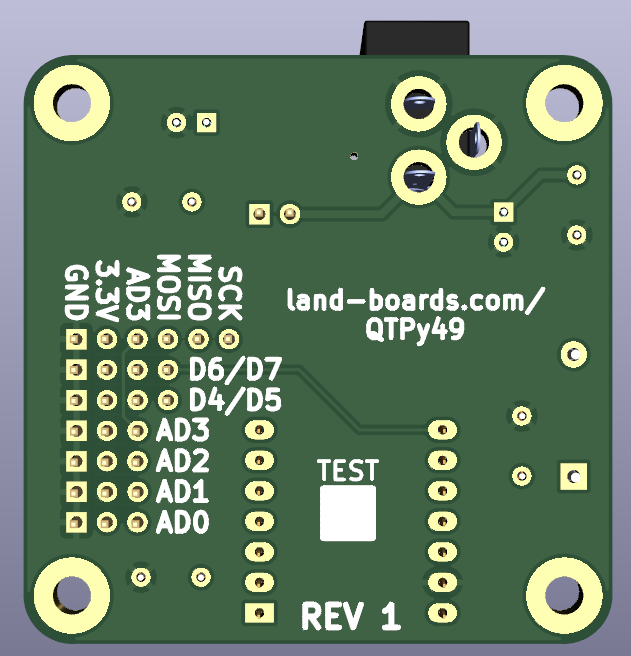 GND
3.3V
AD3
MOSI
MISO
SCK
land-boards.com/
QTPy49
D6/D7
D4/D5
AD3
AD2
AD1
AD0
TEST
REV 1